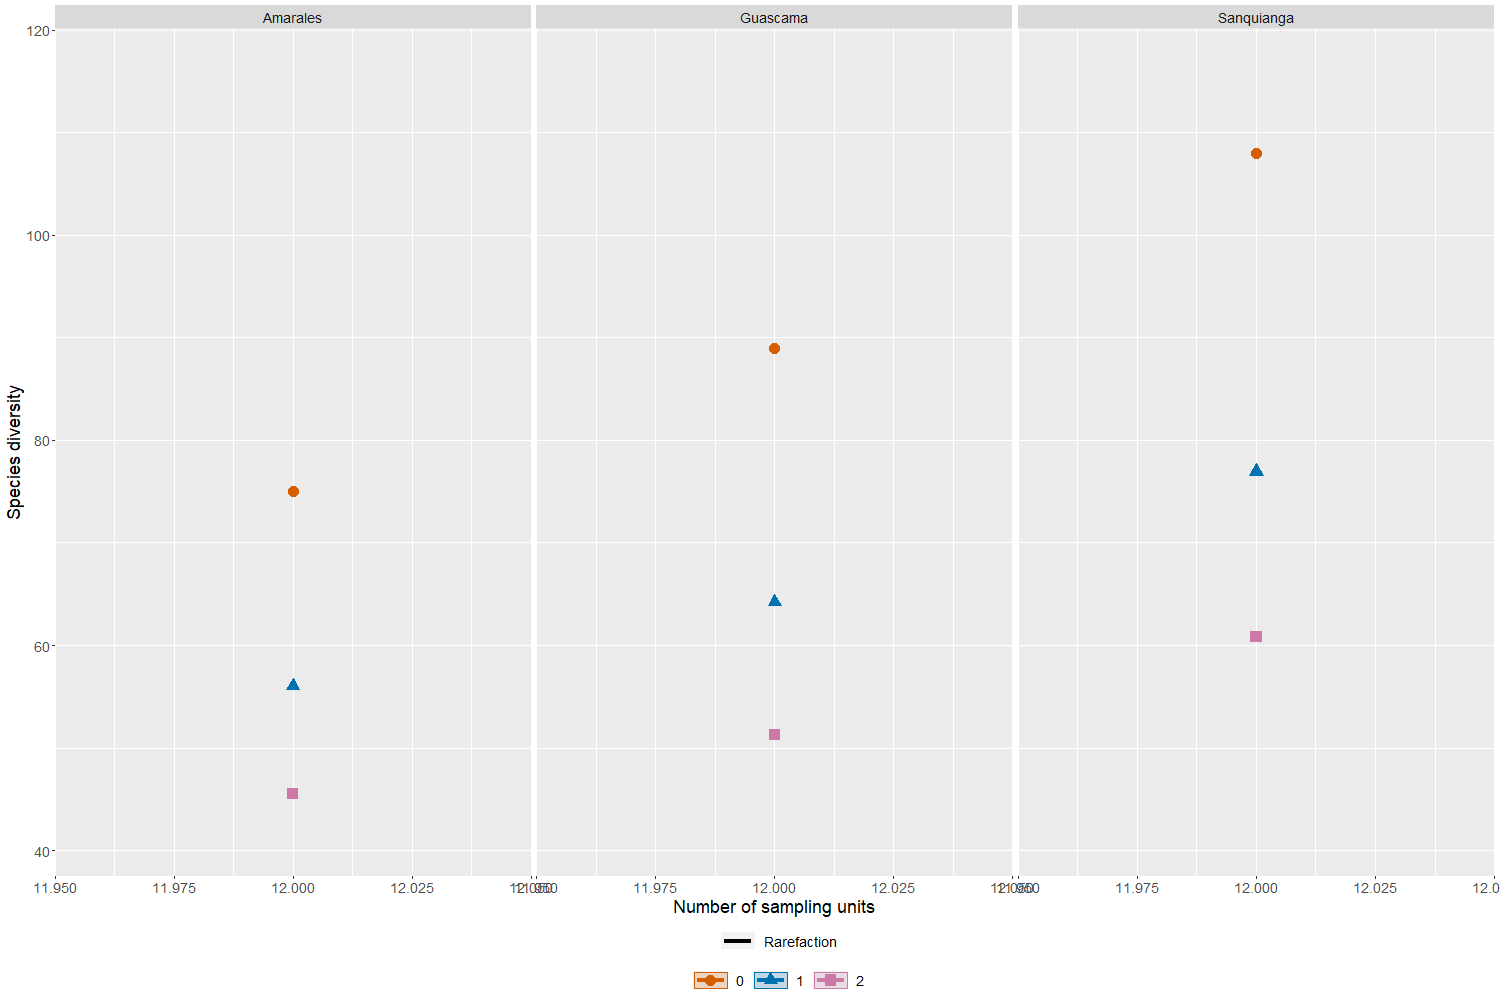 Amarales Guascama Sanquianga
120
100
80
60
40
Species diversity
11.950 11.975 12.000 12.025 11.975 12.000 12.025 11.975 12.000 12.025 12.0
Number of sampling units
Rarefaction
0 1 2